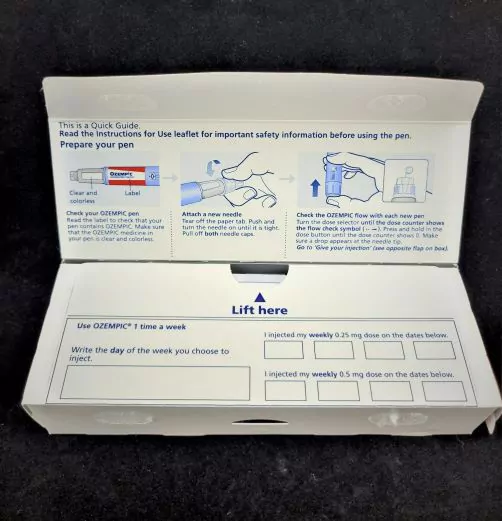 This is a Quick Guide.
Read the Instructions for Use leaflet for important safety information before using the pen.
Prepare your pen
OZEMPIC
Clear and
colorless
Label
Check your OZEMPIC pen
Read the label to check that your
pen contains OZEMPIC. Make sure
that the OZEMPIC medicine in
your pen is clear and colorless.
Attach a new needle
Tear off the paper tab. Push and
turn the needle on until it is tight.
Pull off both needle caps.
Check the OZEMPIC flow with each new pen
Turn the dose selector until the dose counter shows
the flow check symbol (-- –). Press and hold in the
dose button until the dose counter shows 0. Make
sure a drop appears at the needle tip.
Go to 'Give your injection' (see opposite flap on box).
Lift here
Use OZEMPIC® 1 time a week
Write the day of the week you choose to
inject.
I injected my weekly 0.25 mg dose on the dates below.
I injected my weekly 0.5 mg dose on the dates below.